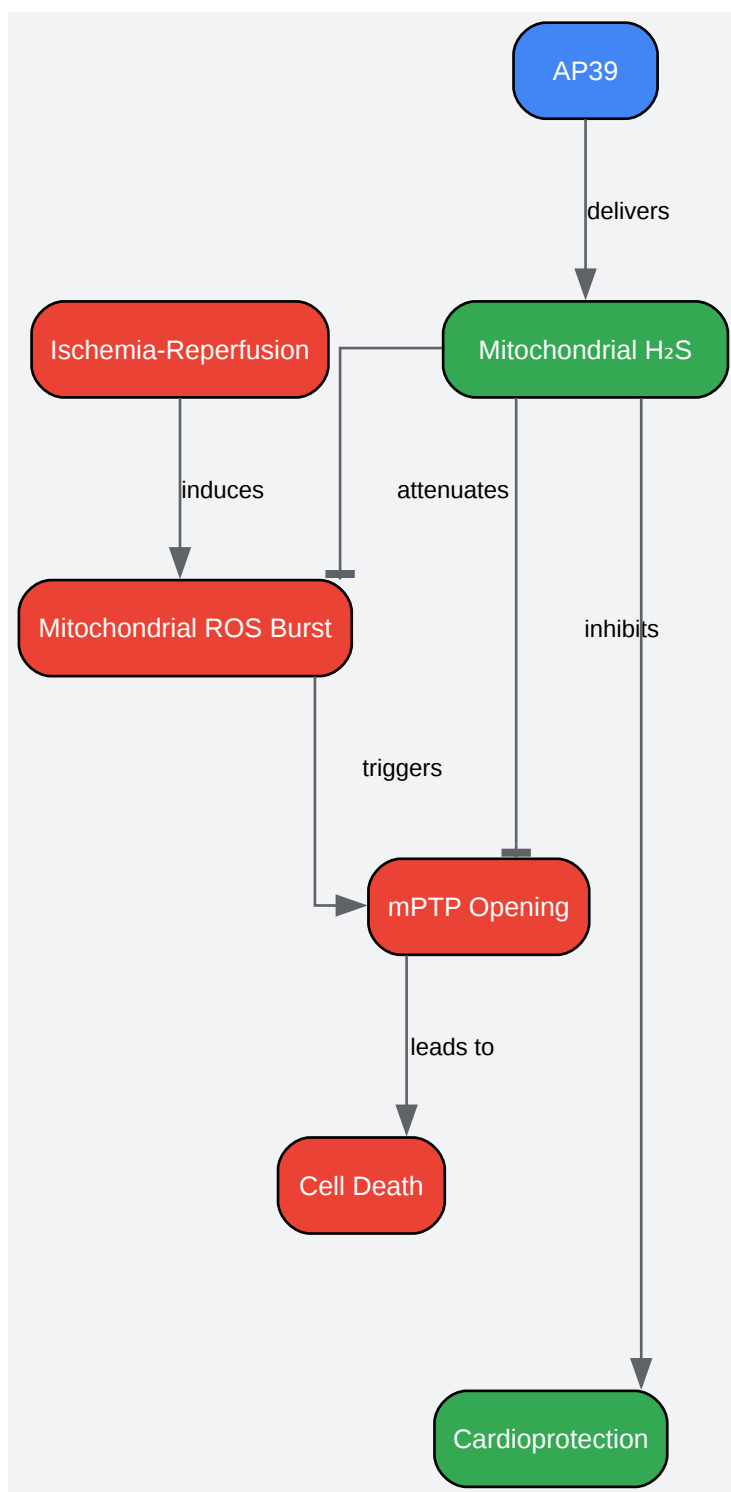 AP39
delivers
Ischemia-Reperfusion
Mitochondrial H₂S
induces
attenuates
Mitochondrial ROS Burst
inhibits
triggers
mPTP Opening
leads to
Cell Death
Cardioprotection